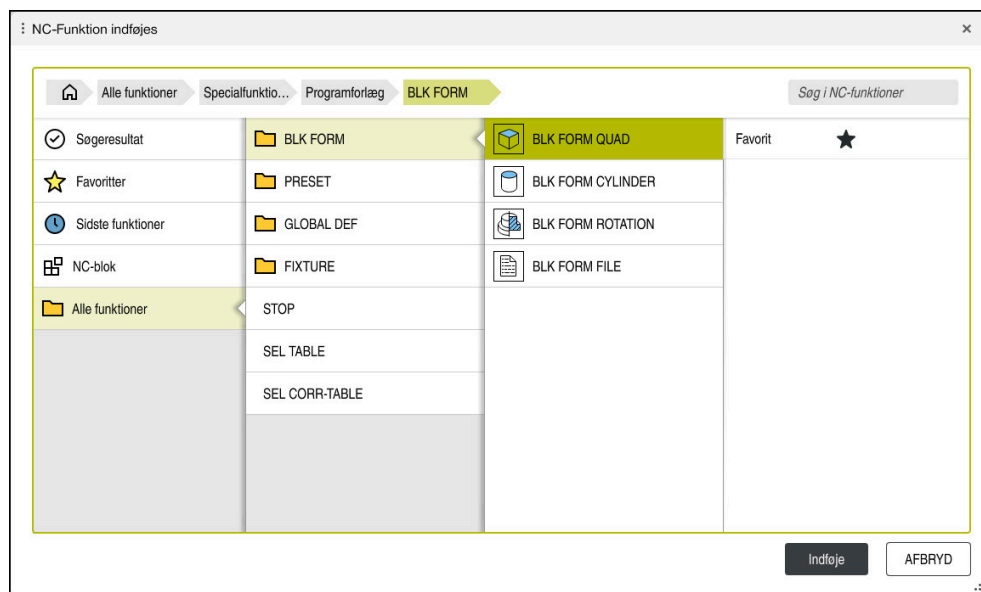 NC-Funktion indføjes
Alle funktioner
Specialfunktio...
Programforlæg
BLK FORM
Søg i NC-funktioner
Søgeresultat
Favoritter
Sidste funktioner
NC-blok
Alle funktioner
BLK FORM
PRESET
GLOBAL DEF
FIXTURE
STOP
SEL TABLE
SEL CORR-TABLE
BLK FORM QUAD
BLK FORM CYLINDER
BLK FORM ROTATION
BLK FORM FILE
Favorit
Indføje
AFBRYD